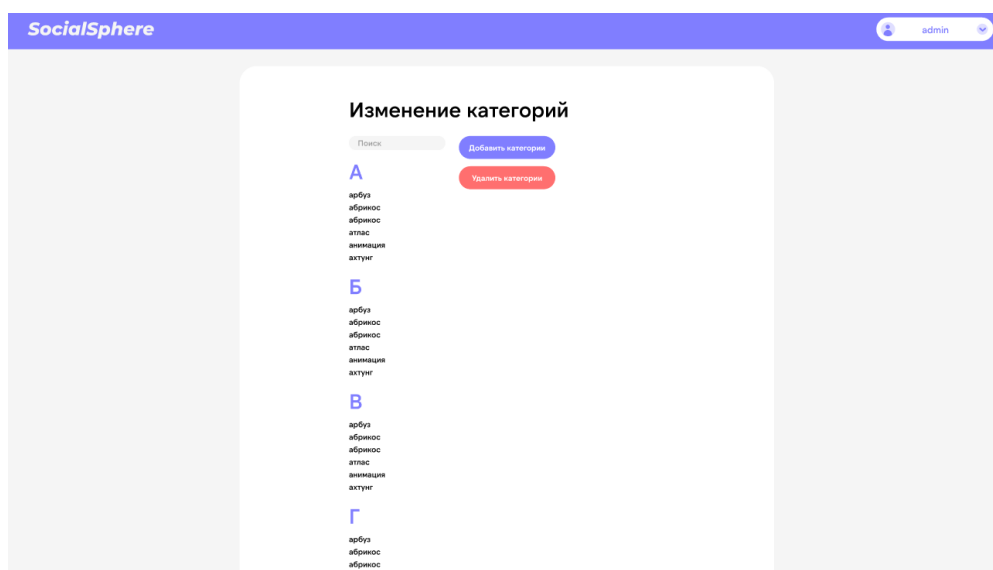 SocialSphere
admin
Изменение категорий
Поиск
Добавить категории
Удалить категории
А
арбуз
абрикос
абрикос
атлас
анимация
ахтунг
Б
арбуз
абрикос
абрикос
атлас
анимация
ахтунг
В
арбуз
абрикос
абрикос
атлас
анимация
ахтунг
Г
арбуз
абрикос
абрикос